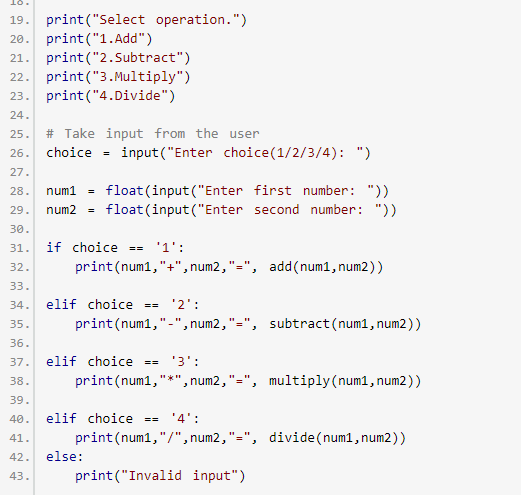 18.
19. print("Select operation.")
20. print("1.Add")
21. print("2.Subtract")
22. print("3.Multiply")
23. print("4.Divide")
24.
25. # Take input from the user
26. choice = input("Enter choice(1/2/3/4): ")
27.
28. num1 = float(input("Enter first number: "))
29. num2 = float(input("Enter second number: "))
30.
31. if choice == '1':
32.     print(num1,"+",num2,"=", add(num1,num2))
33.
34. elif choice == '2':
35.     print(num1,"-",num2,"=", subtract(num1,num2))
36.
37. elif choice == '3':
38.     print(num1,"*",num2,"=", multiply(num1,num2))
39.
40. elif choice == '4':
41.     print(num1,"/",num2,"=", divide(num1,num2))
42. else:
43.     print("Invalid input")